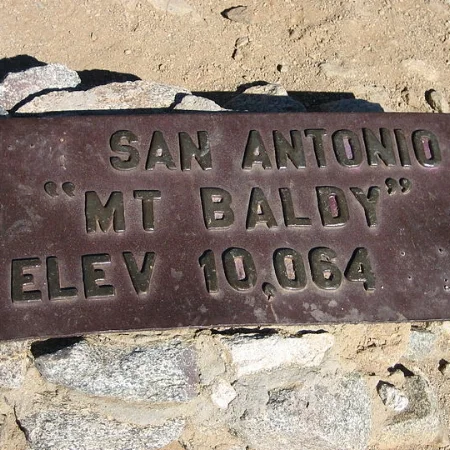 SAN ANTONIO
"MT BALDY"
ELEV 10,064